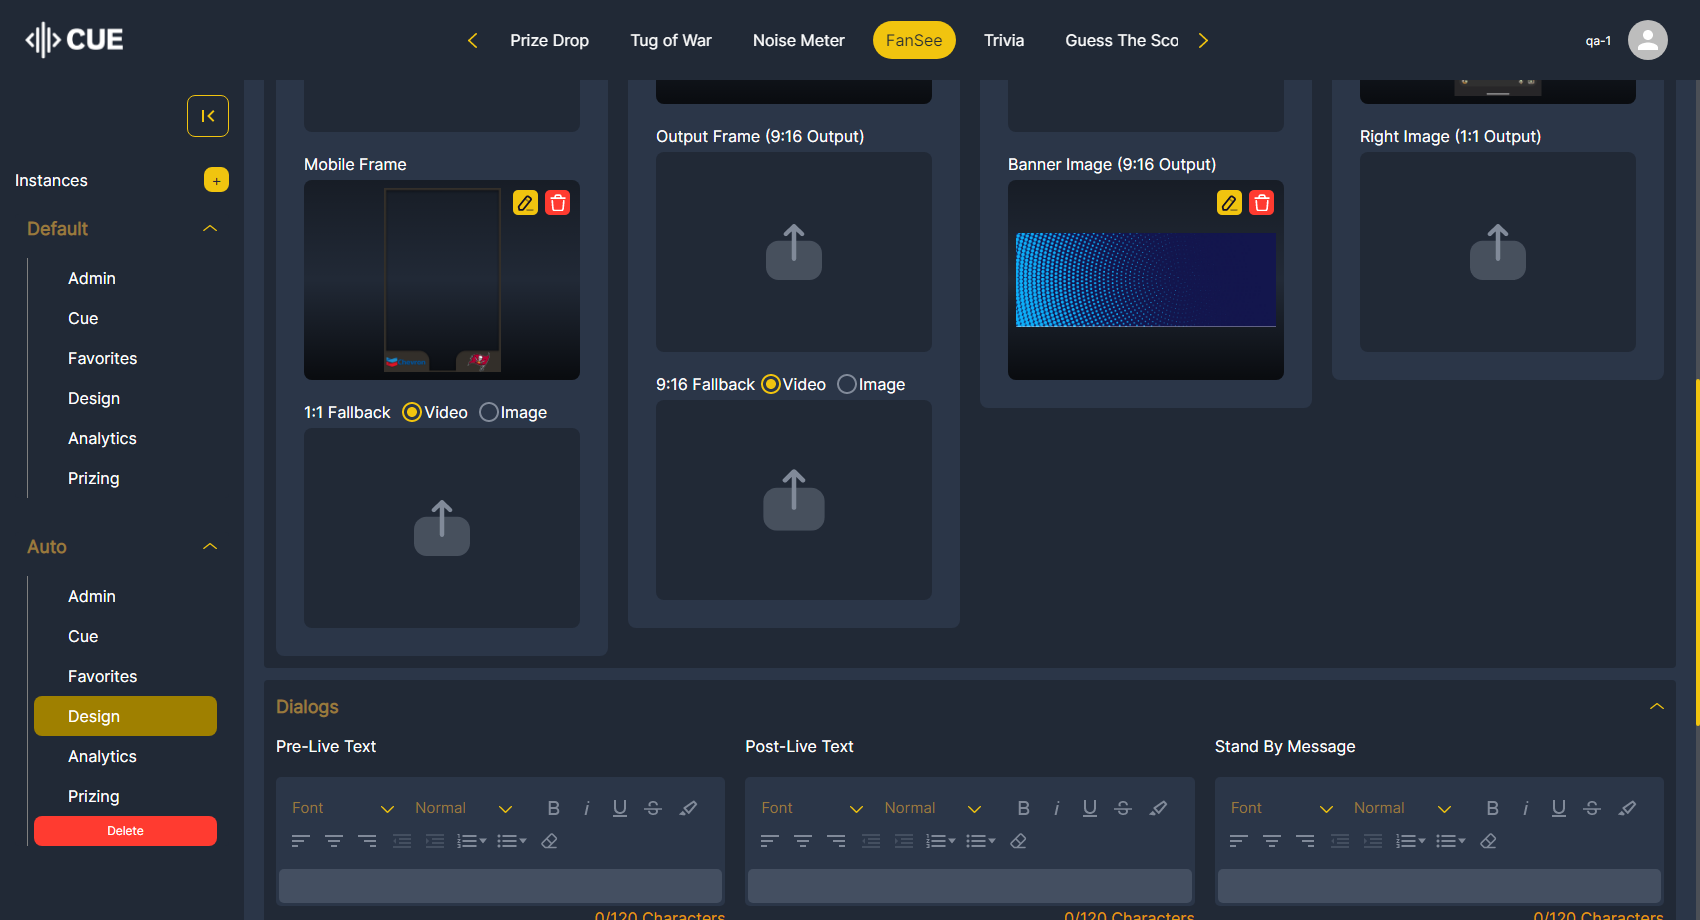 CUE
Prize Drop
Tug of War
Noise Meter
FanSee
Trivia
Guess The Sco
qa-1
Instances
+
Default
Admin
Cue
Favorites
Design
Analytics
Prizing
Auto
Admin
Cue
Favorites
Design
Analytics
Prizing
Delete
Mobile Frame
1:1 Fallback Video Image
Output Frame (9:16 Output)
9:16 Fallback Video Image
Banner Image (9:16 Output)
Right Image (1:1 Output)
Dialogs
Pre-Live Text
Font Normal B i U S
0/120 Characters
Post-Live Text
Font Normal B i U S
0/120 Characters
Stand By Message
Font Normal B i U S
0/120 Characters